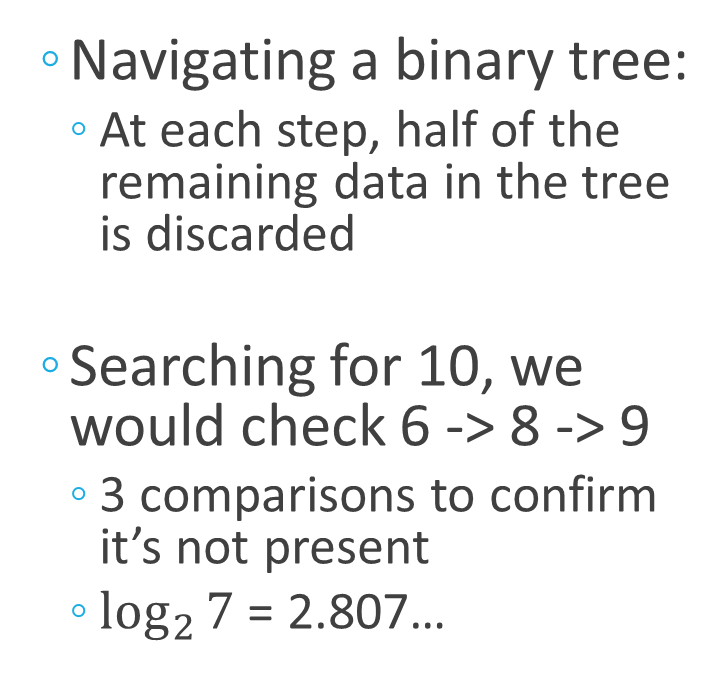 ◦ Navigating a binary tree:
◦ At each step, half of the
remaining data in the tree
is discarded
◦ Searching for 10, we
would check 6 -> 8 -> 9
◦ 3 comparisons to confirm
it’s not present
◦ log₂ 7 = 2.807…